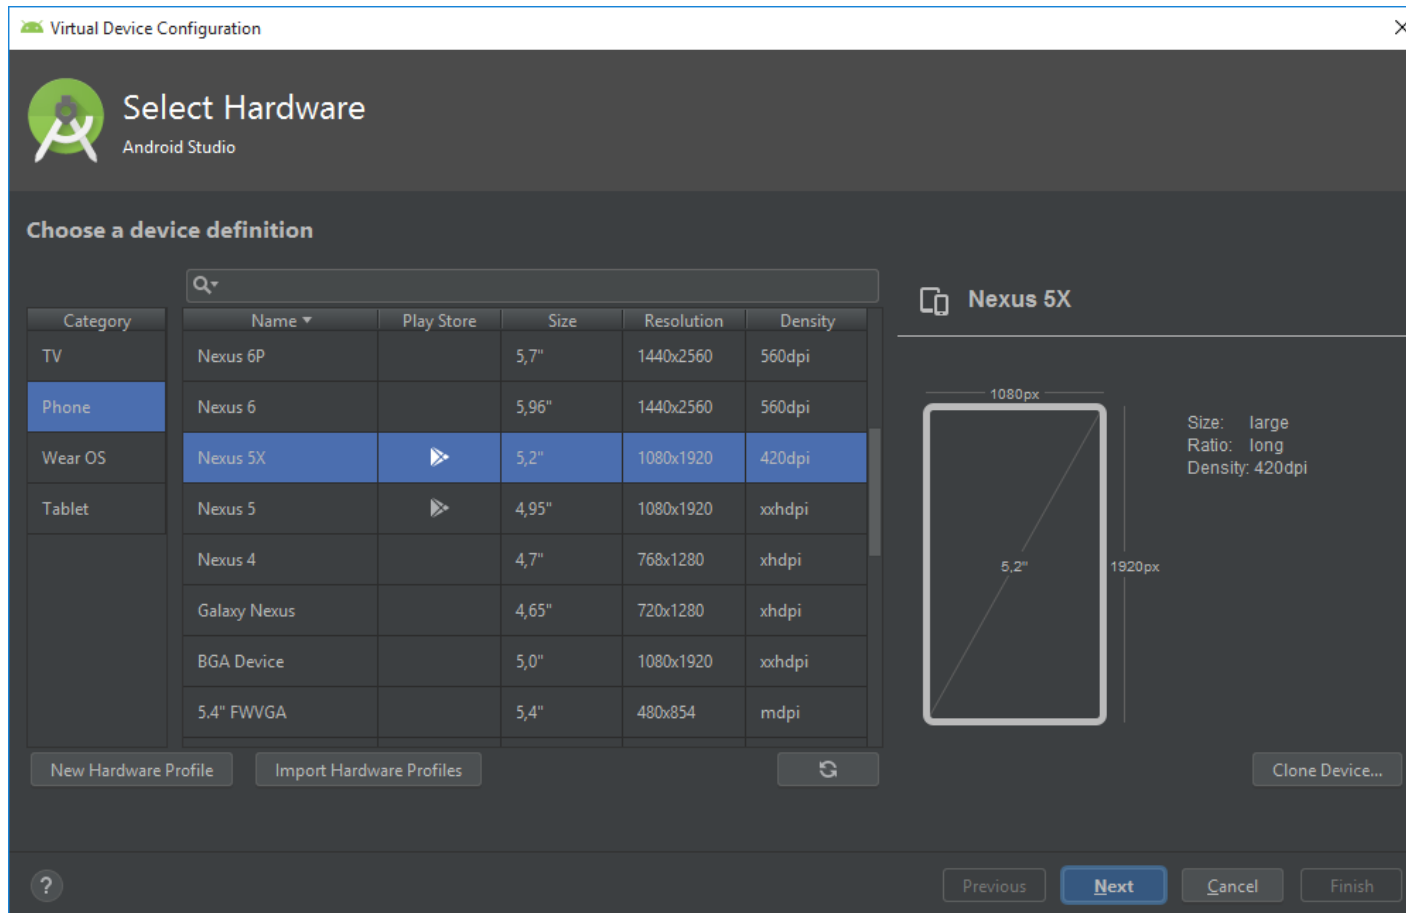 Virtual Device Configuration
Select Hardware
Android Studio
Choose a device definition
Category
TV
Phone
Wear OS
Tablet
Name Play Store Size Resolution Density
Nexus 6P 5,7" 1440x2560 560dpi
Nexus 6 5,96" 1440x2560 560dpi
Nexus 5X 5,2" 1080x1920 420dpi
Nexus 5 4,95" 1080x1920 xxhdpi
Nexus 4 4,7" 768x1280 xhdpi
Galaxy Nexus 4,65" 720x1280 xhdpi
BGA Device 5,0" 1080x1920 xxhdpi
5.4" FWVGA 5,4" 480x854 mdpi
New Hardware Profile Import Hardware Profiles
Nexus 5X
1080px
5,2"
1920px
Size: large
Ratio: long
Density: 420dpi
Clone Device...
? Previous Next Cancel Finish